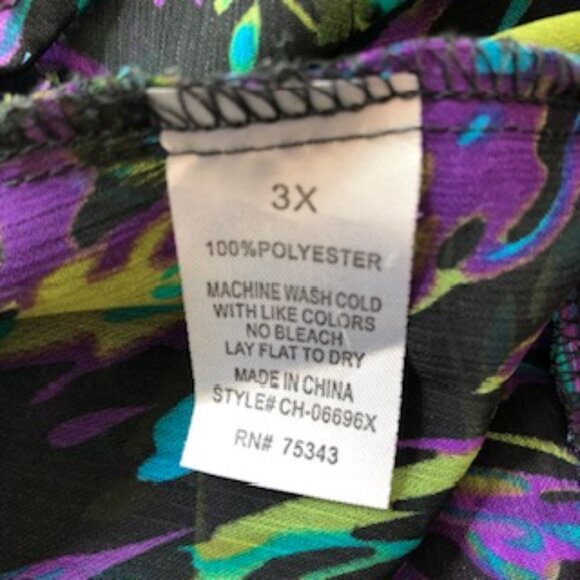 3X
100%POLYESTER
MACHINE WASH COLD
WITH LIKE COLORS
NO BLEACH
LAY FLAT TO DRY
MADE IN CHINA
STYLE# CH-06696X
RN# 75343